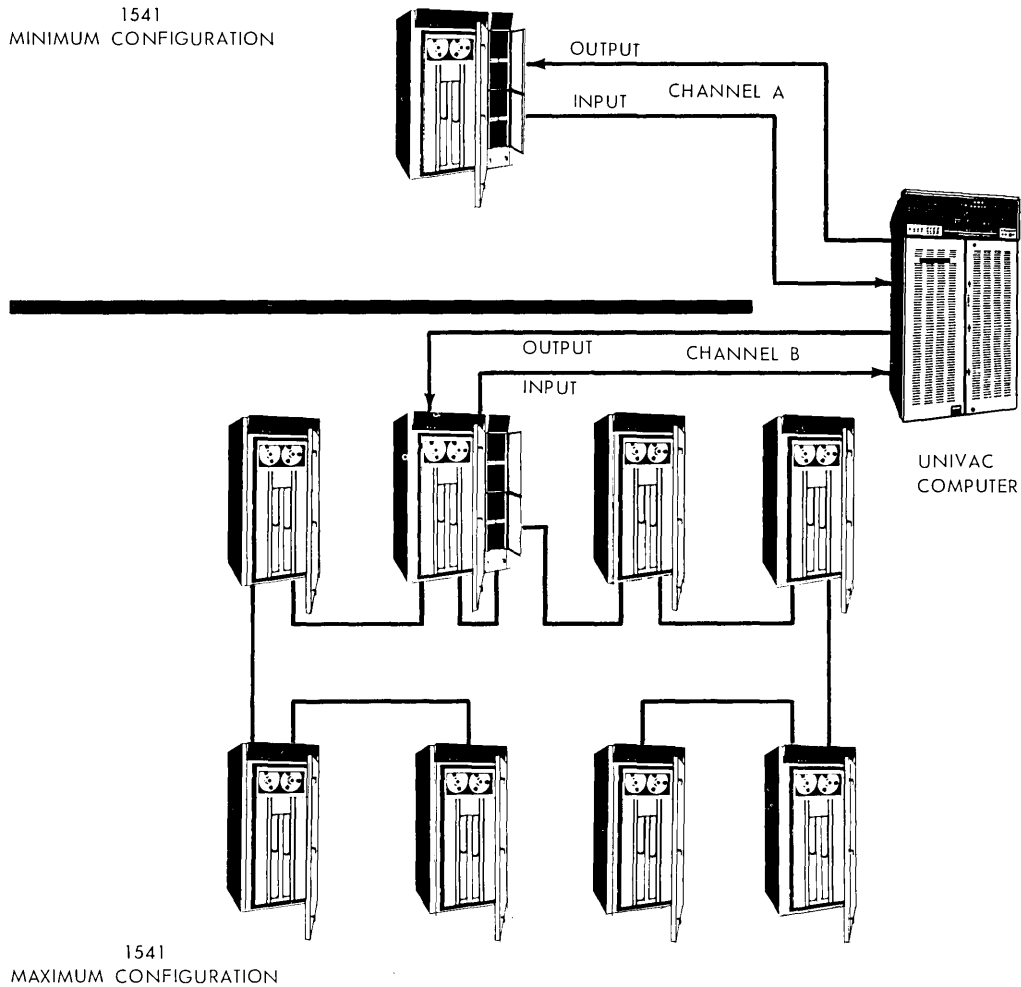 1541
MINIMUM CONFIGURATION
OUTPUT
CHANNEL A
INPUT
OUTPUT
CHANNEL B
INPUT
UNIVAC
COMPUTER
1541
MAXIMUM CONFIGURATION